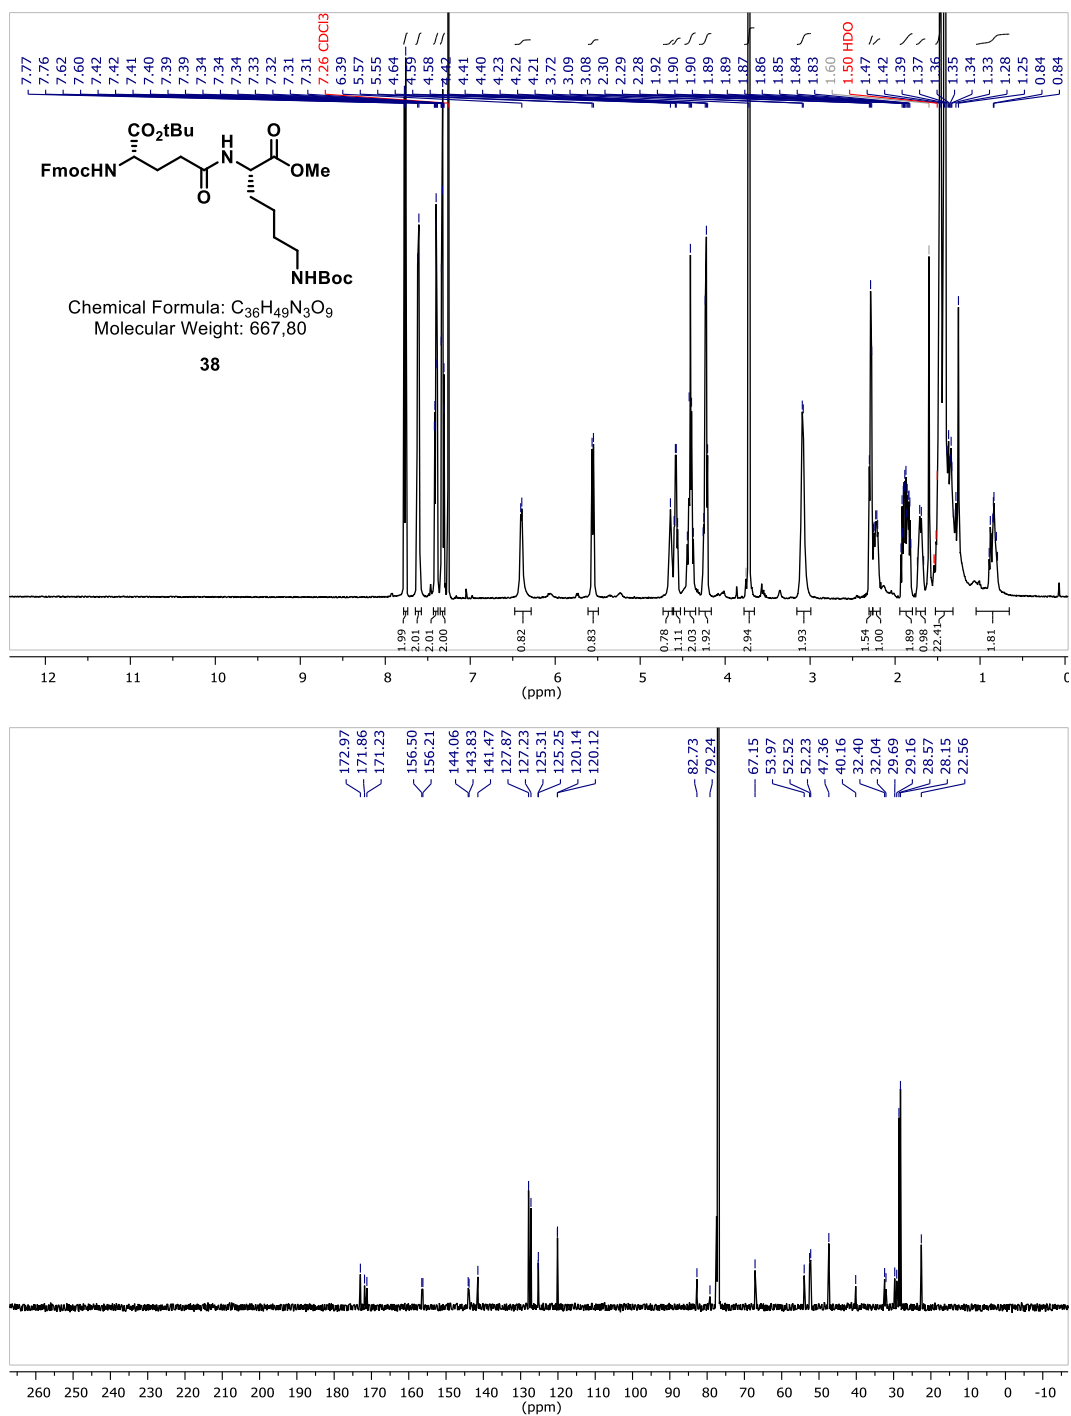 7.77 7.76 7.62 7.60 7.42 7.42 7.41 7.40 7.39 7.39 7.34 7.34 7.34 7.33 7.32 7.31 7.31 7.26 CDCl3 6.39 5.57 5.55 4.64 4.59 4.58 4.42 4.41 4.40 4.23 4.22 4.21 3.72 3.09 3.08 2.30 2.29 2.28 1.92 1.90 1.90 1.89 1.89 1.87 1.86 1.85 1.84 1.83 1.60 1.50 HDO 1.47 1.42 1.39 1.37 1.36 1.35 1.34 1.33 1.28 1.25 0.84 0.84
CO2tBu
H
N
O
FmocHN
OMe
O
NHBoc
Chemical Formula: C36H49N3O9
Molecular Weight: 667,80
38
1.99 2.01 2.01 2.00 0.82 0.83 0.78 1.11 2.03 1.92 2.94 1.93 1.54 1.00 1.89 0.98 22.41 1.81
12 11 10 9 8 7 6 5 4 3 2 1 0
(ppm)
172.97 171.86 171.23 156.50 156.21 144.06 143.83 141.47 127.87 127.23 125.31 125.25 120.14 120.12 82.73 79.24 67.15 53.97 52.52 52.23 47.36 40.16 32.40 32.04 29.69 29.16 28.57 28.15 22.56
260 250 240 230 220 210 200 190 180 170 160 150 140 130 120 110 100 90 80 70 60 50 40 30 20 10 0 -10
(ppm)